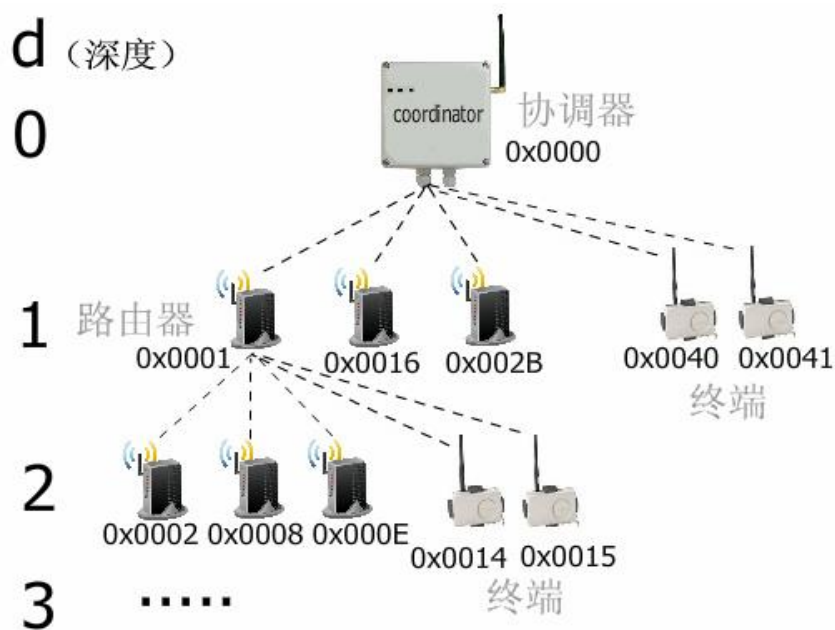 d（深度）
0
coordinator
协调器
0x0000
1
路由器
0x0001
0x0016
0x002B
0x0040
0x0041
终端
2
0x0002
0x0008
0x000E
0x0014
0x0015
终端
3
.....